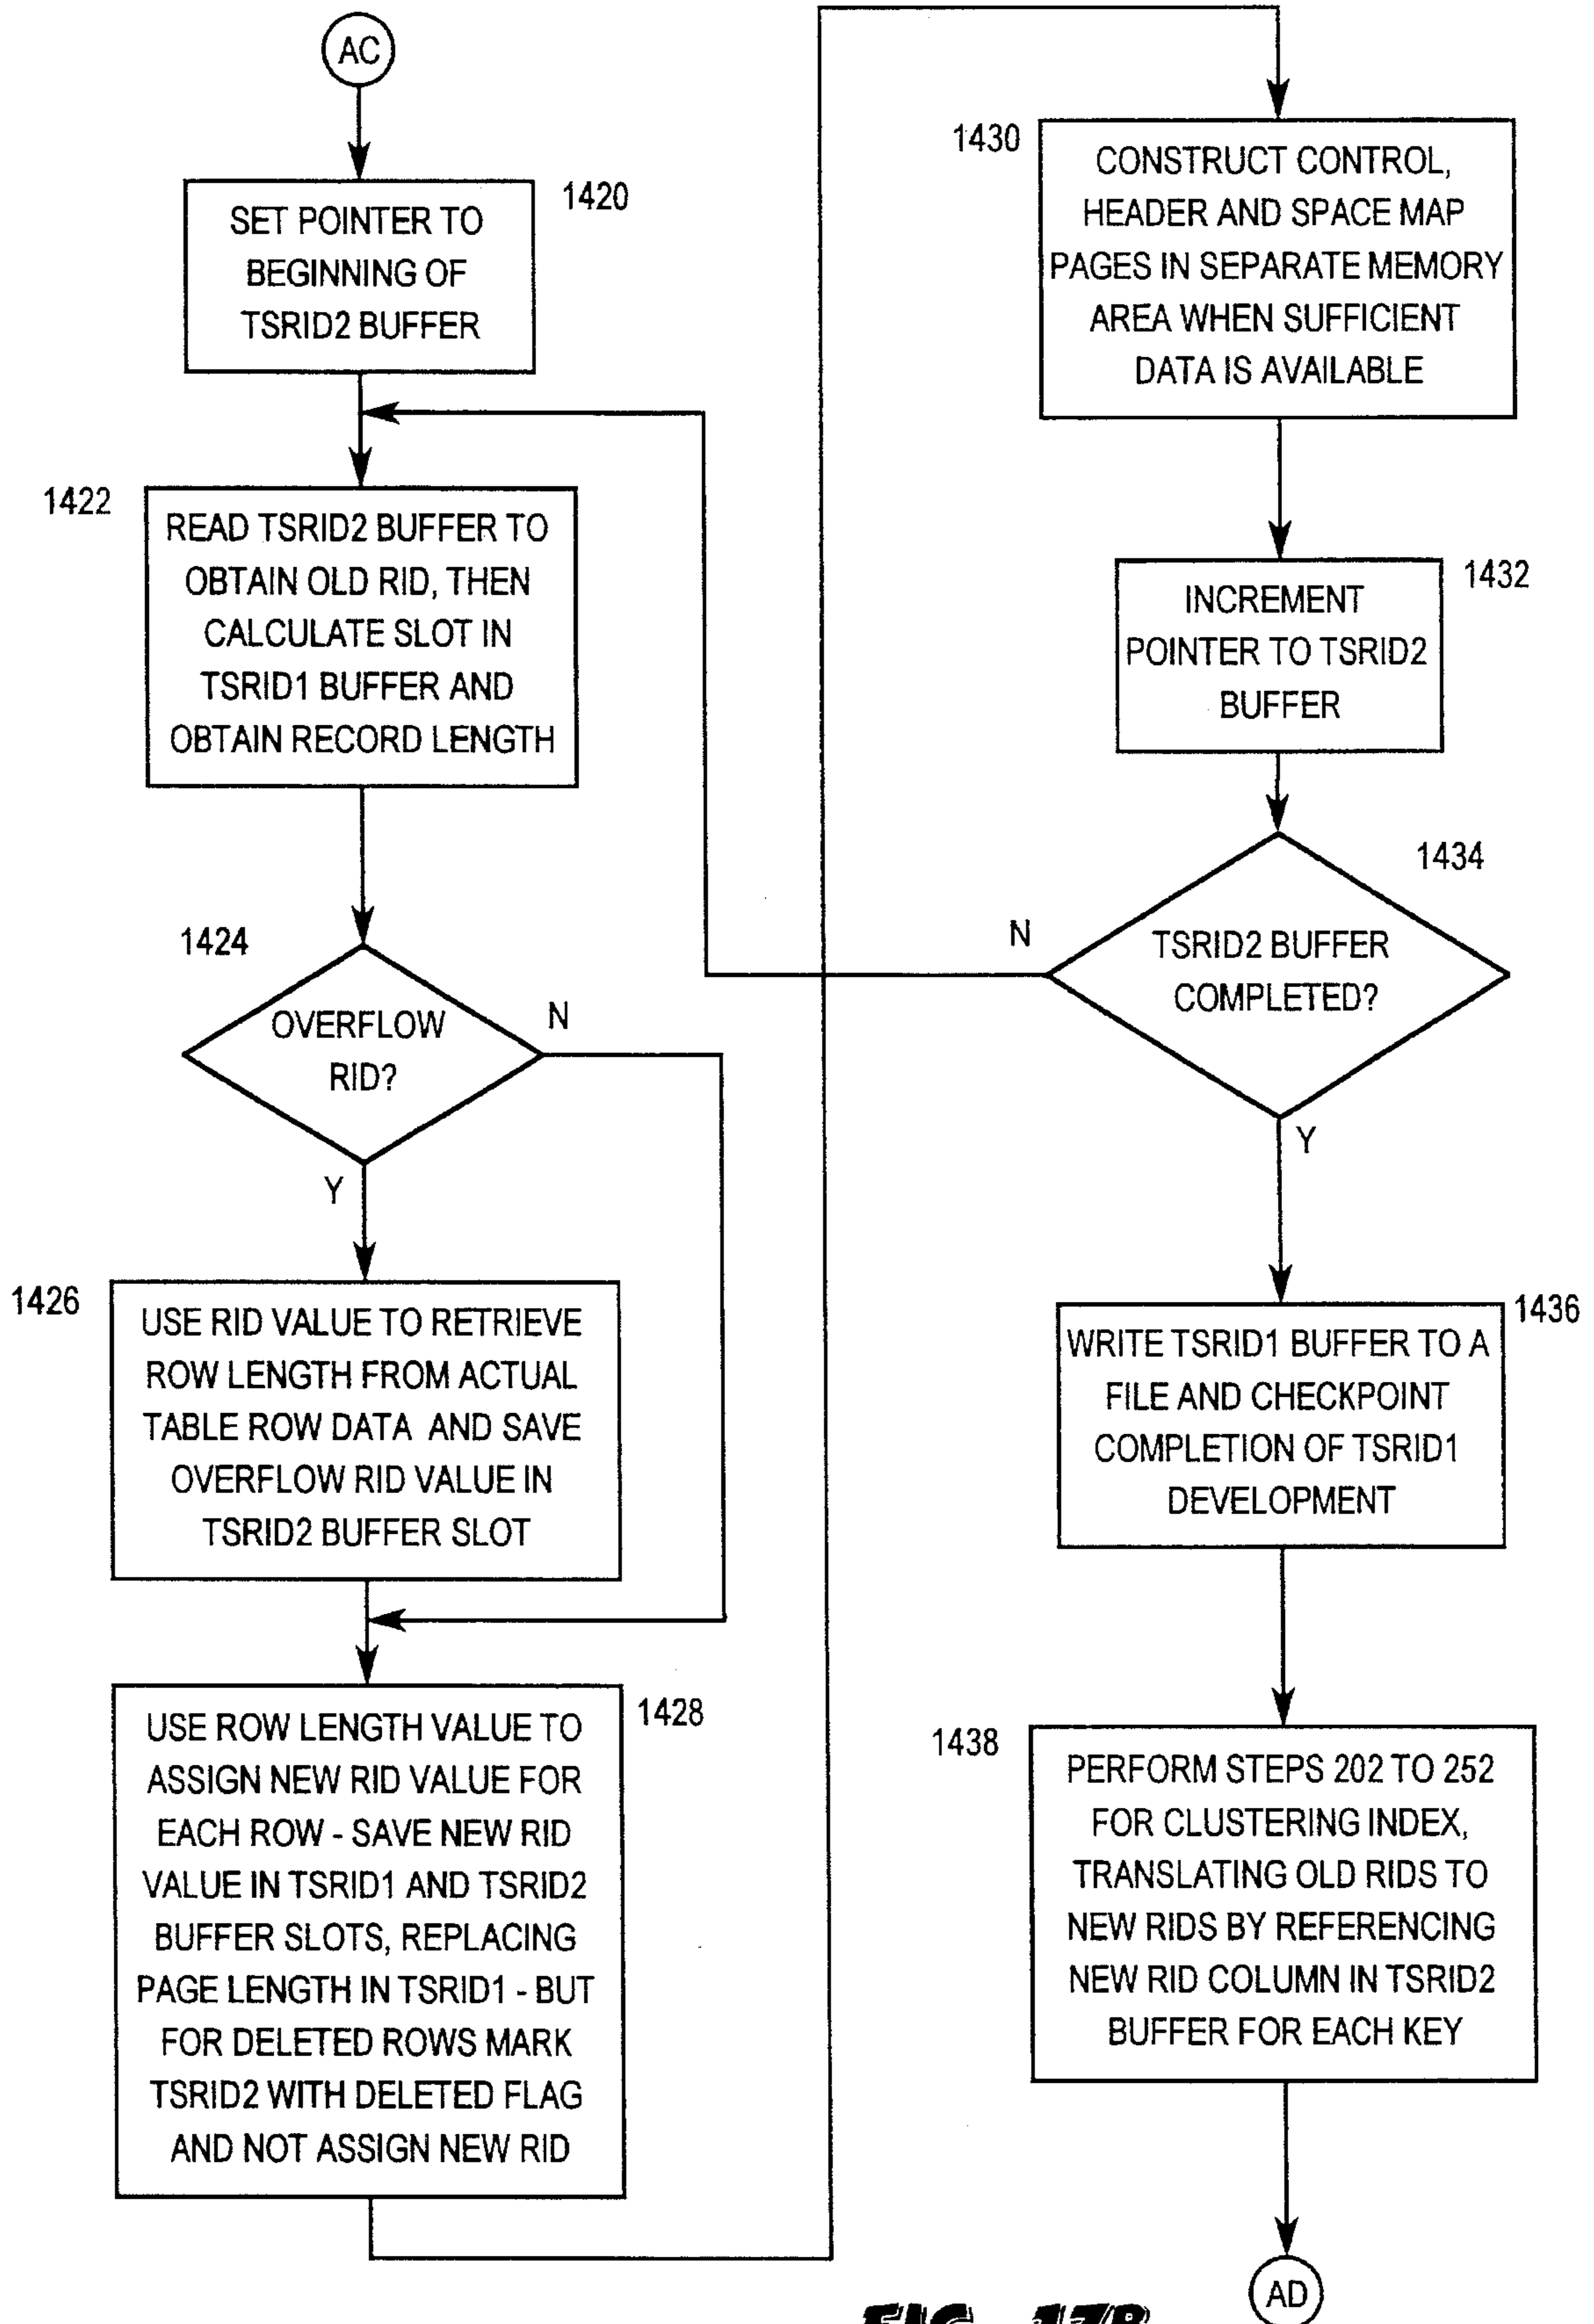 AC
1420
SET POINTER TO
BEGINNING OF
TSRID2 BUFFER
1422
READ TSRID2 BUFFER TO
OBTAIN OLD RID, THEN
CALCULATE SLOT IN
TSRID1 BUFFER AND
OBTAIN RECORD LENGTH
1424
OVERFLOW
RID?
N
Y
1426
USE RID VALUE TO RETRIEVE
ROW LENGTH FROM ACTUAL
TABLE ROW DATA AND SAVE
OVERFLOW RID VALUE IN
TSRID2 BUFFER SLOT
1428
USE ROW LENGTH VALUE TO
ASSIGN NEW RID VALUE FOR
EACH ROW - SAVE NEW RID
VALUE IN TSRID1 AND TSRID2
BUFFER SLOTS, REPLACING
PAGE LENGTH IN TSRID1 - BUT
FOR DELETED ROWS MARK
TSRID2 WITH DELETED FLAG
AND NOT ASSIGN NEW RID
1430
CONSTRUCT CONTROL,
HEADER AND SPACE MAP
PAGES IN SEPARATE MEMORY
AREA WHEN SUFFICIENT
DATA IS AVAILABLE
1432
INCREMENT
POINTER TO TSRID2
BUFFER
1434
TSRID2 BUFFER
COMPLETED?
N
Y
1436
WRITE TSRID1 BUFFER TO A
FILE AND CHECKPOINT
COMPLETION OF TSRID1
DEVELOPMENT
1438
PERFORM STEPS 202 TO 252
FOR CLUSTERING INDEX,
TRANSLATING OLD RIDS TO
NEW RIDS BY REFERENCING
NEW RID COLUMN IN TSRID2
BUFFER FOR EACH KEY
AD
FIG. 17B